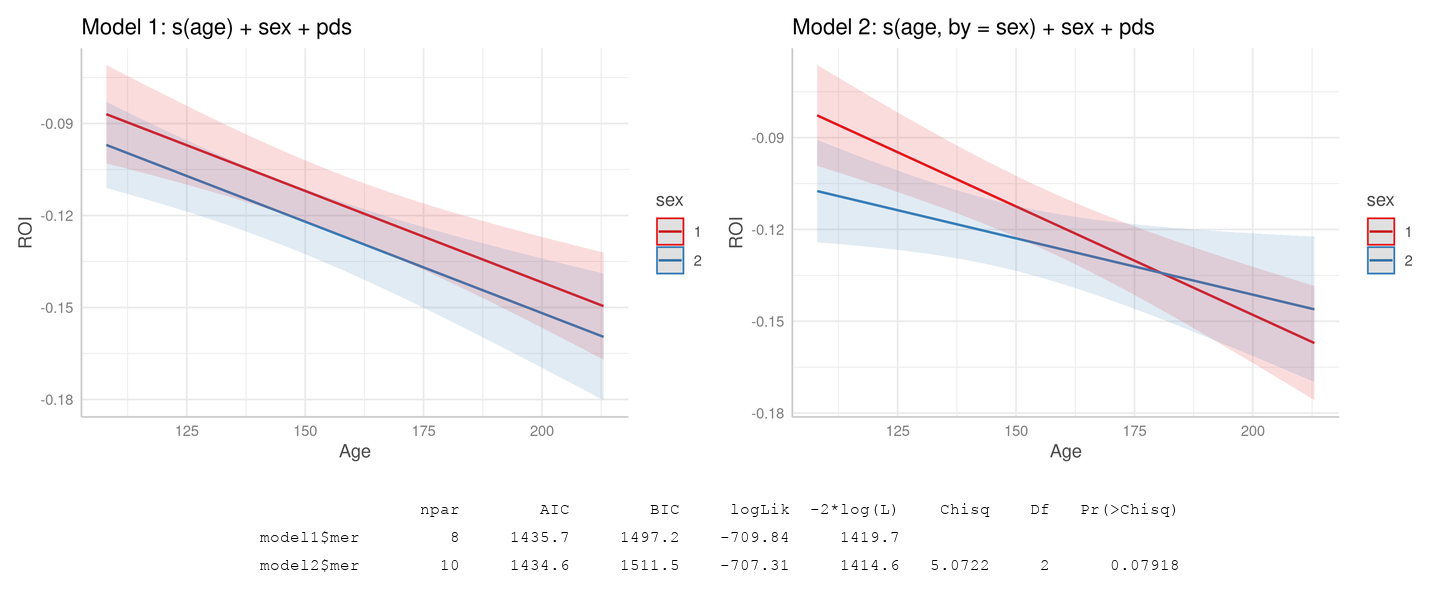 Model 1: s(age) + sex + pds
-0.09
-0.12
-0.15
-0.18
ROI
125 150 175 200
Age
sex
1
2
Model 2: s(age, by = sex) + sex + pds
-0.09
-0.12
-0.15
-0.18
ROI
125 150 175 200
Age
sex
1
2
npar AIC BIC logLik -2*log(L) Chisq Df Pr(>Chisq)
model1$mer 8 1435.7 1497.2 -709.84 1419.7
model2$mer 10 1434.6 1511.5 -707.31 1414.6 5.0722 2 0.07918